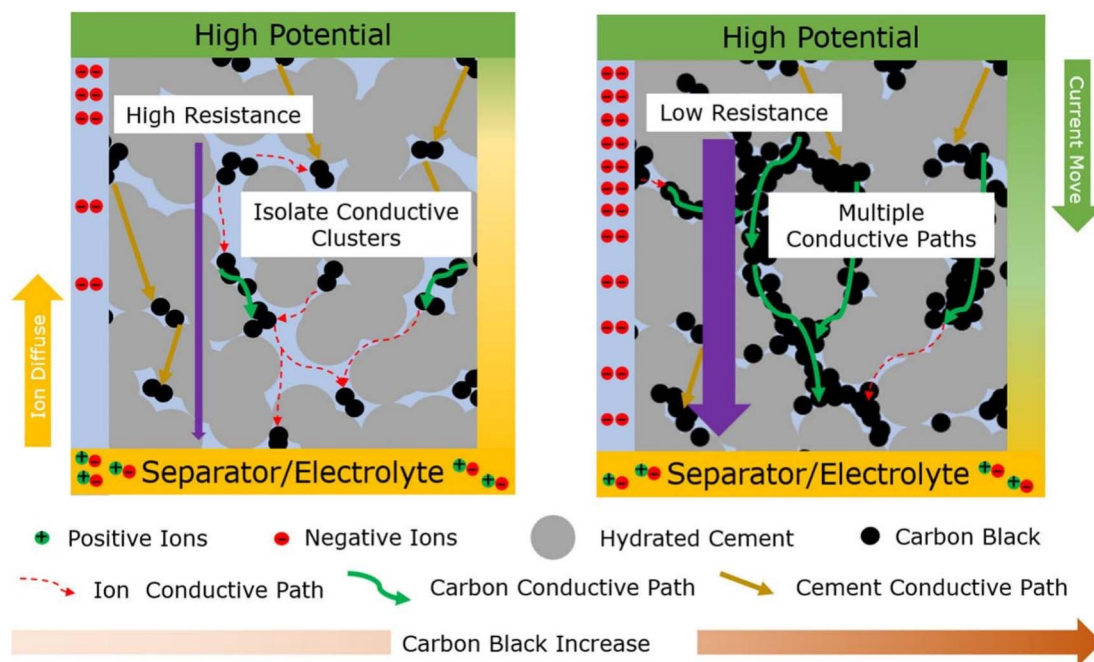 High Potential
High Resistance
Isolate Conductive
Clusters
Ion Diffuse
Separator/Electrolyte
High Potential
Low Resistance
Multiple
Conductive Paths
Current Move
Separator/Electrolyte
Positive Ions
Negative Ions
Hydrated Cement
Carbon Black
Ion Conductive Path
Carbon Conductive Path
Cement Conductive Path
Carbon Black Increase